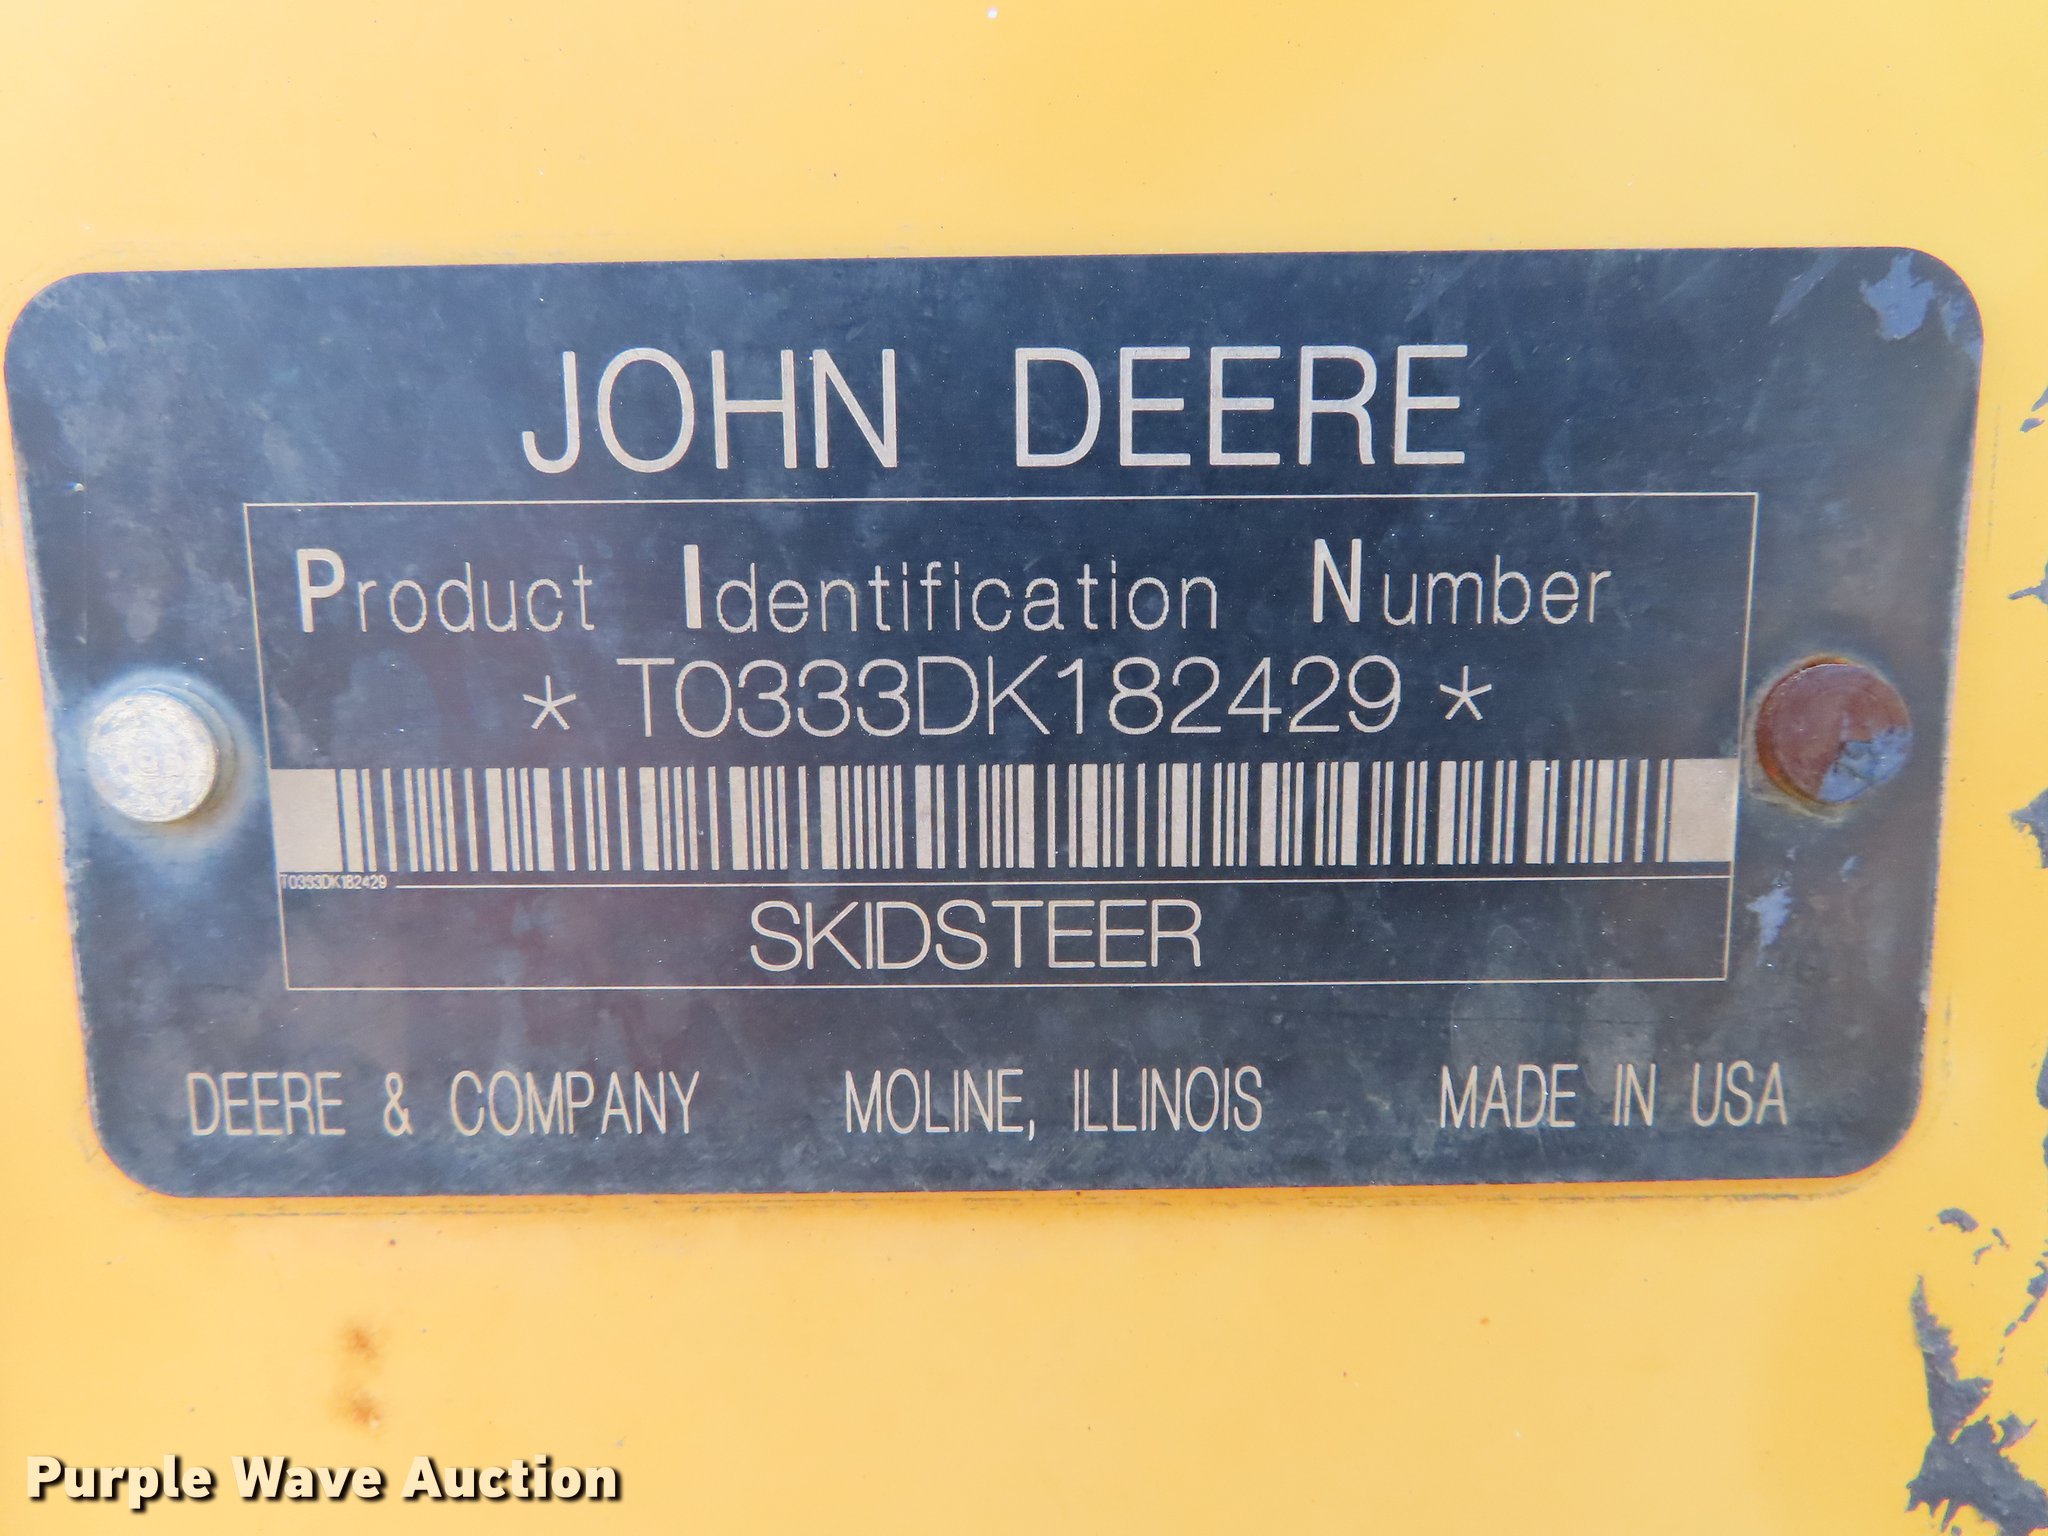 JOHN DEERE
Product Identification Number
* T0333DK182429 *
T0333DK182429
SKIDSTEER
DEERE & COMPANY MOLINE, ILLINOIS MADE IN USA
Purple Wave Auction